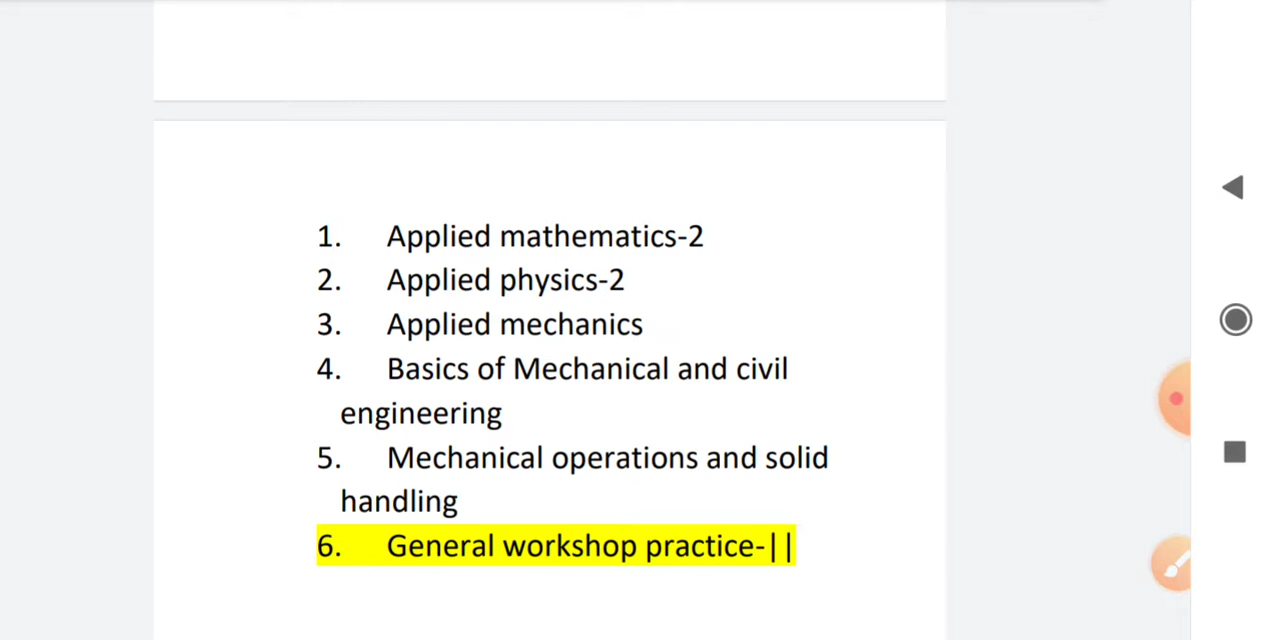 1. Applied mathematics-2
2. Applied physics-2
3. Applied mechanics
4. Basics of Mechanical and civil
engineering
5. Mechanical operations and solid
handling
6. General workshop practice-||